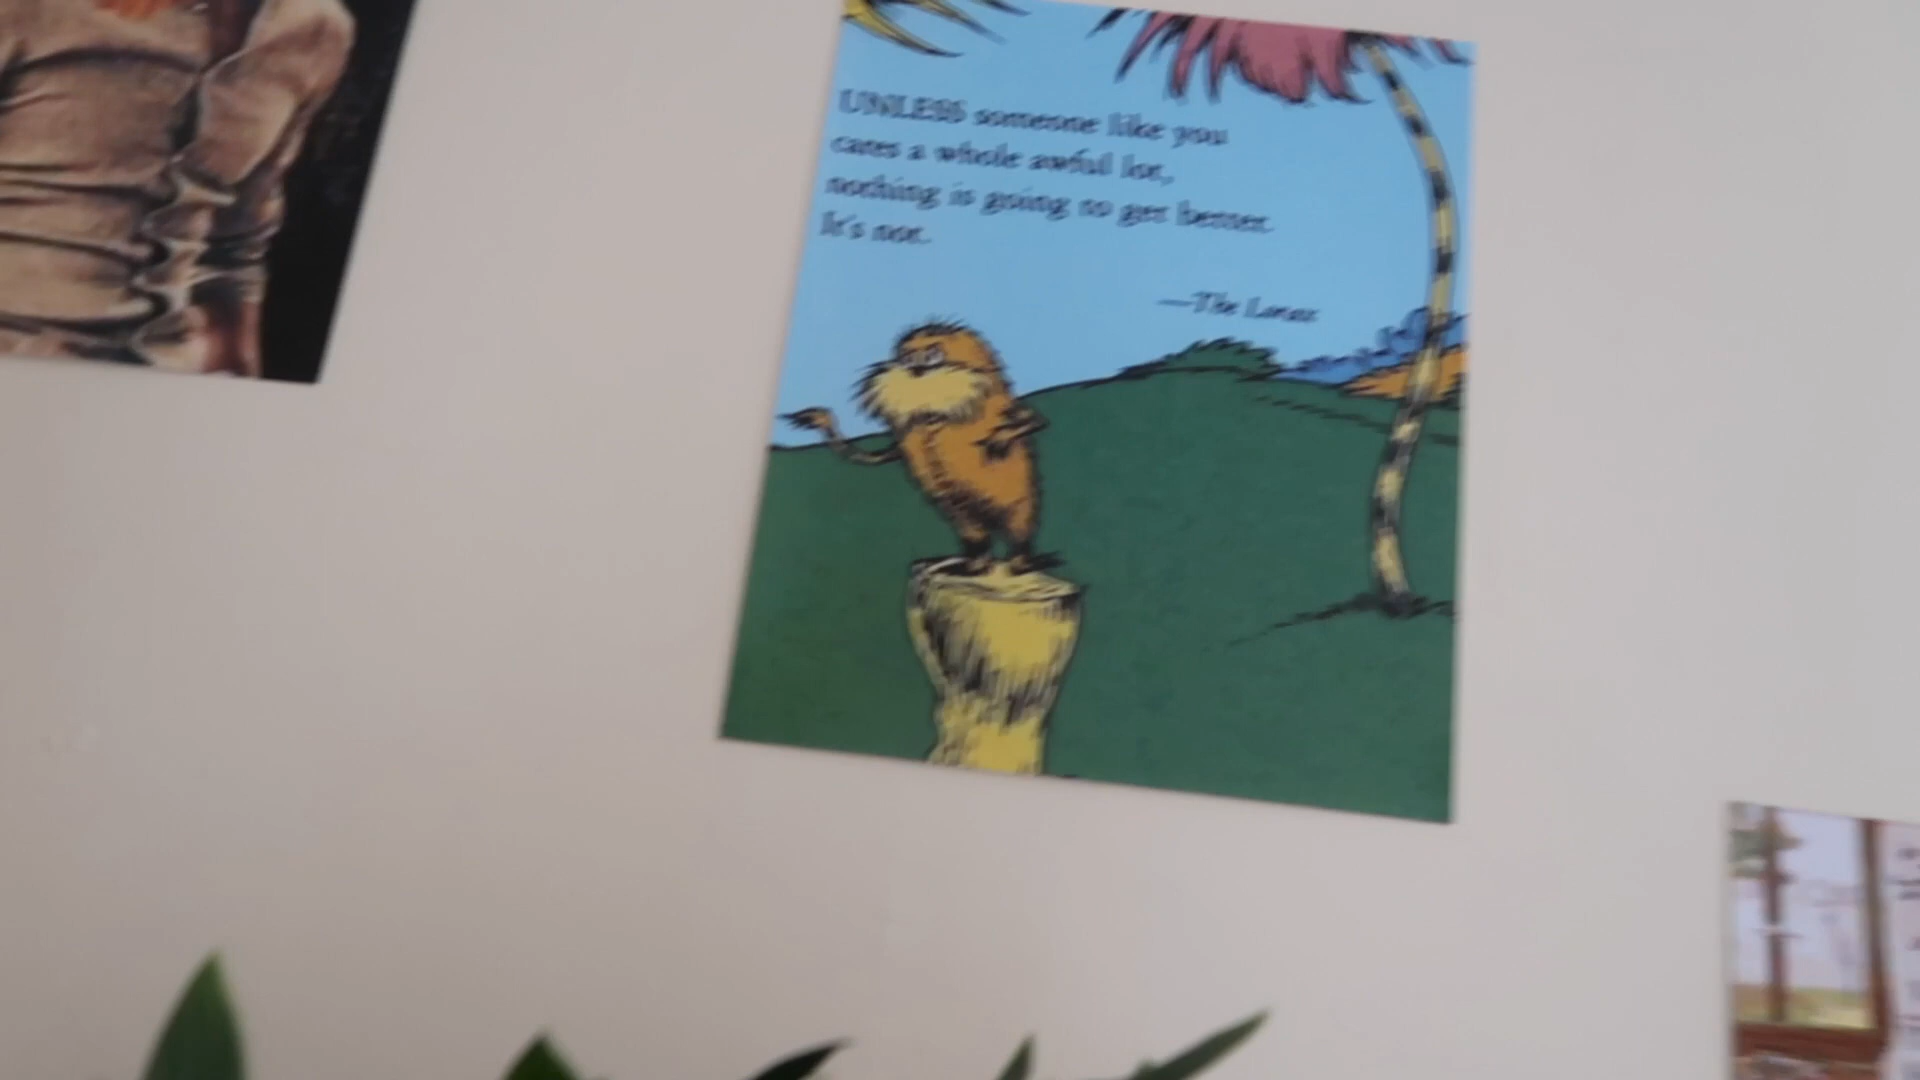 UNLESS someone like you
cares a whole awful lot,
nothing is going to get better.
It's not.
—The Lorax